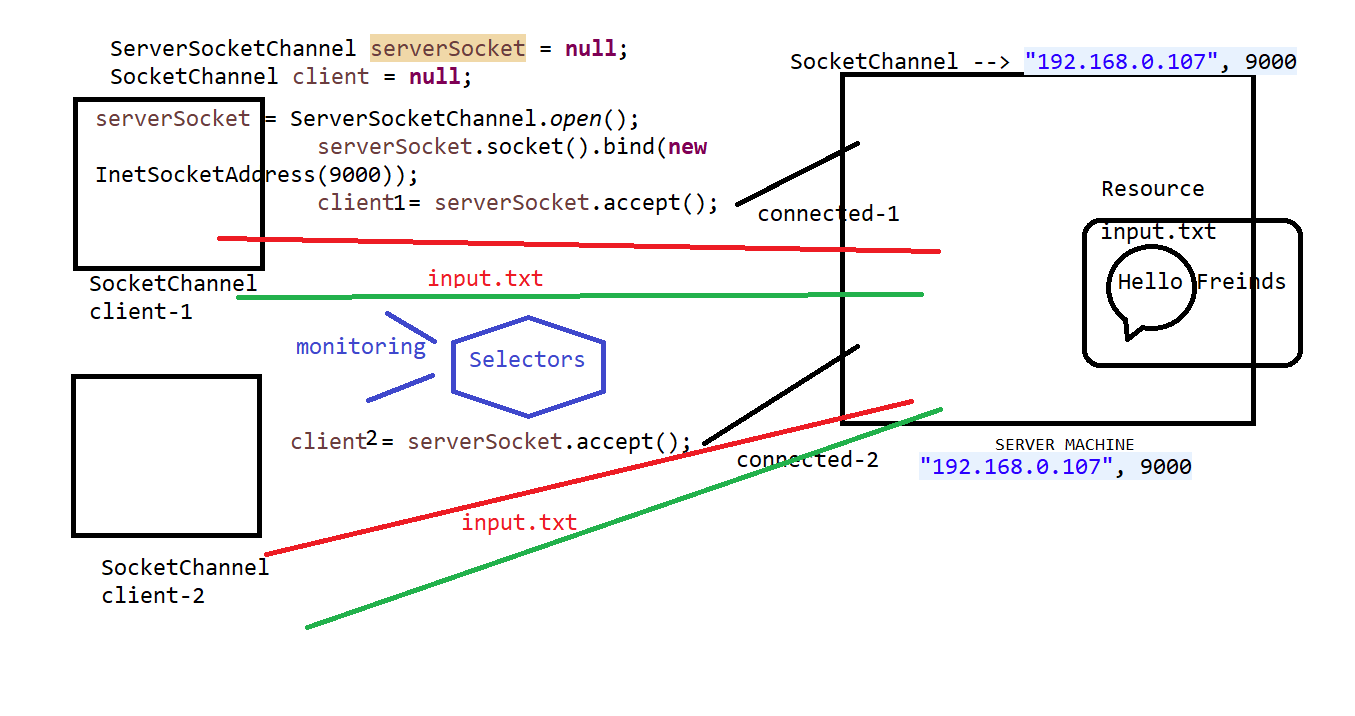 ServerSocketChannel serverSocket = null;
SocketChannel client = null;
SocketChannel --> "192.168.0.107", 9000
serverSocket = ServerSocketChannel.open();
serverSocket.socket().bind(new
InetSocketAddress(9000));
client1= serverSocket.accept();
connected-1
Resource
input.txt
Hello Freinds
SocketChannel
client-1
input.txt
monitoring
Selectors
client2= serverSocket.accept();
connected-2
SERVER MACHINE
"192.168.0.107", 9000
input.txt
SocketChannel
client-2